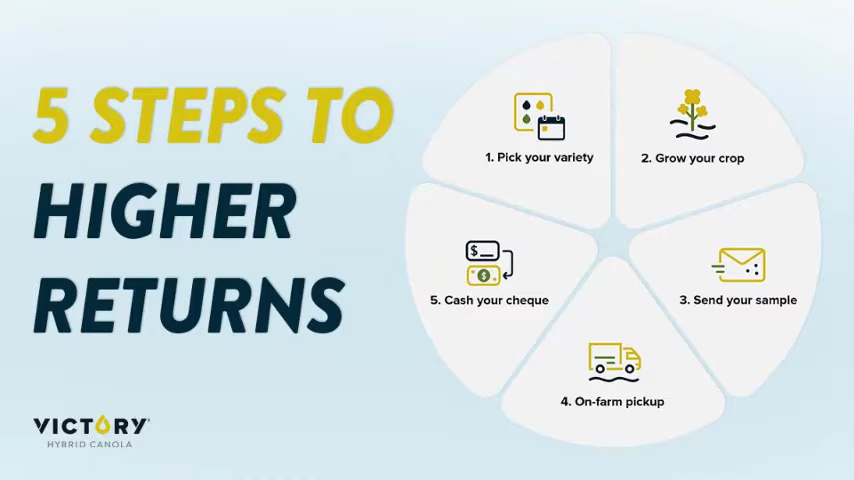 5 STEPS TO
HIGHER
RETURNS
1. Pick your variety
2. Grow your crop
3. Send your sample
4. On-farm pickup
5. Cash your cheque
$
$
VICTORY®
HYBRID CANOLA